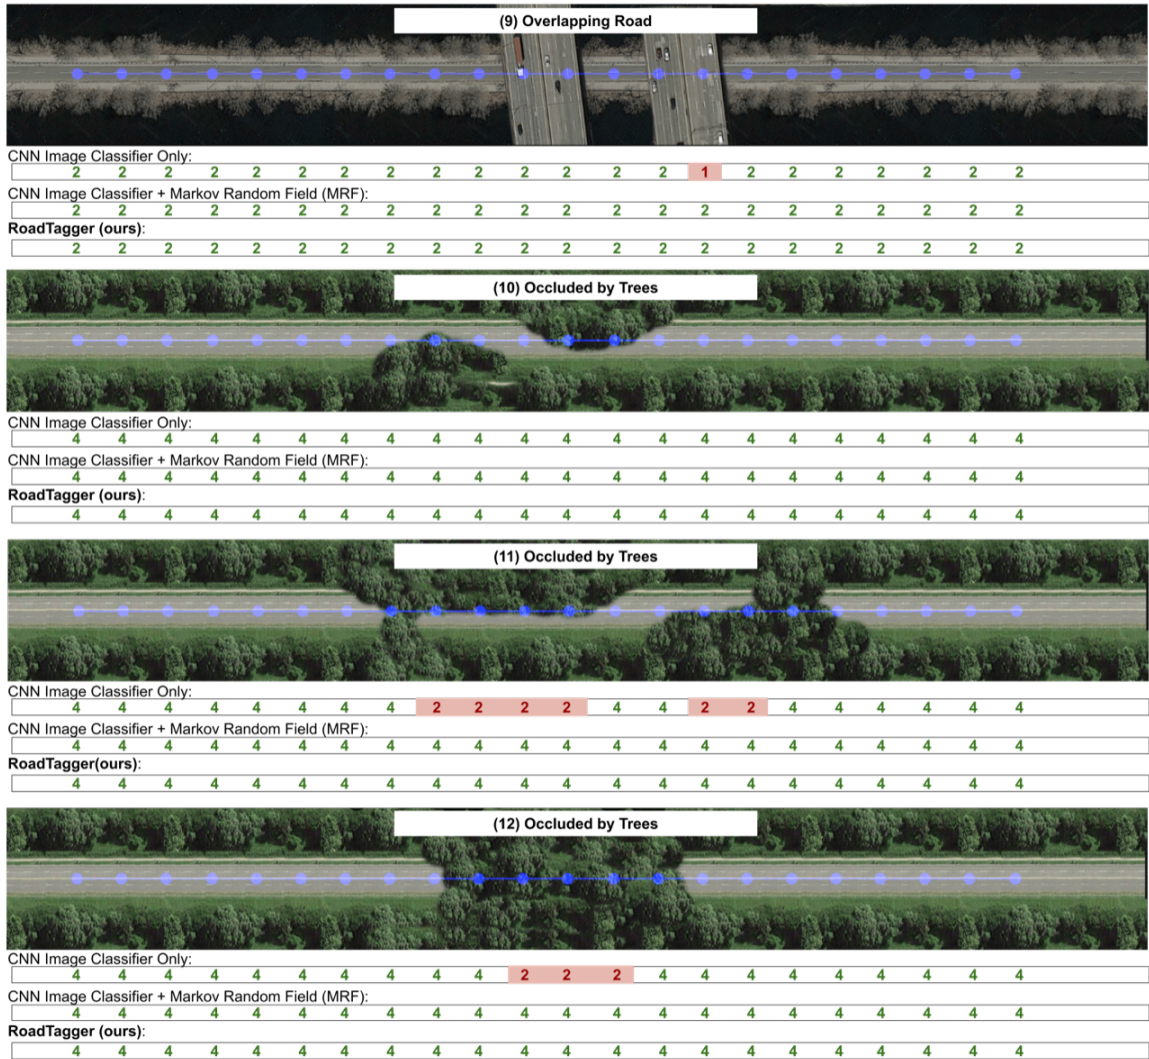 (9) Overlapping Road
CNN Image Classifier Only:
2 2 2 2 2 2 2 2 2 2 2 2 2 2 1 2 2 2 2 2 2 2
CNN Image Classifier + Markov Random Field (MRF):
2 2 2 2 2 2 2 2 2 2 2 2 2 2 2 2 2 2 2 2 2 2
RoadTagger (ours):
2 2 2 2 2 2 2 2 2 2 2 2 2 2 2 2 2 2 2 2 2 2
(10) Occluded by Trees
CNN Image Classifier Only:
4 4 4 4 4 4 4 4 4 4 4 4 4 4 4 4 4 4 4 4 4 4
CNN Image Classifier + Markov Random Field (MRF):
4 4 4 4 4 4 4 4 4 4 4 4 4 4 4 4 4 4 4 4 4 4
RoadTagger (ours):
4 4 4 4 4 4 4 4 4 4 4 4 4 4 4 4 4 4 4 4 4 4
(11) Occluded by Trees
CNN Image Classifier Only:
4 4 4 4 4 4 4 4 2 2 2 2 4 4 2 2 4 4 4 4 4 4
CNN Image Classifier + Markov Random Field (MRF):
4 4 4 4 4 4 4 4 4 4 4 4 4 4 4 4 4 4 4 4 4 4
RoadTagger(ours):
4 4 4 4 4 4 4 4 4 4 4 4 4 4 4 4 4 4 4 4 4 4
(12) Occluded by Trees
CNN Image Classifier Only:
4 4 4 4 4 4 4 4 4 4 2 2 2 4 4 4 4 4 4 4 4 4
CNN Image Classifier + Markov Random Field (MRF):
4 4 4 4 4 4 4 4 4 4 4 4 4 4 4 4 4 4 4 4 4 4
RoadTagger (ours):
4 4 4 4 4 4 4 4 4 4 4 4 4 4 4 4 4 4 4 4 4 4